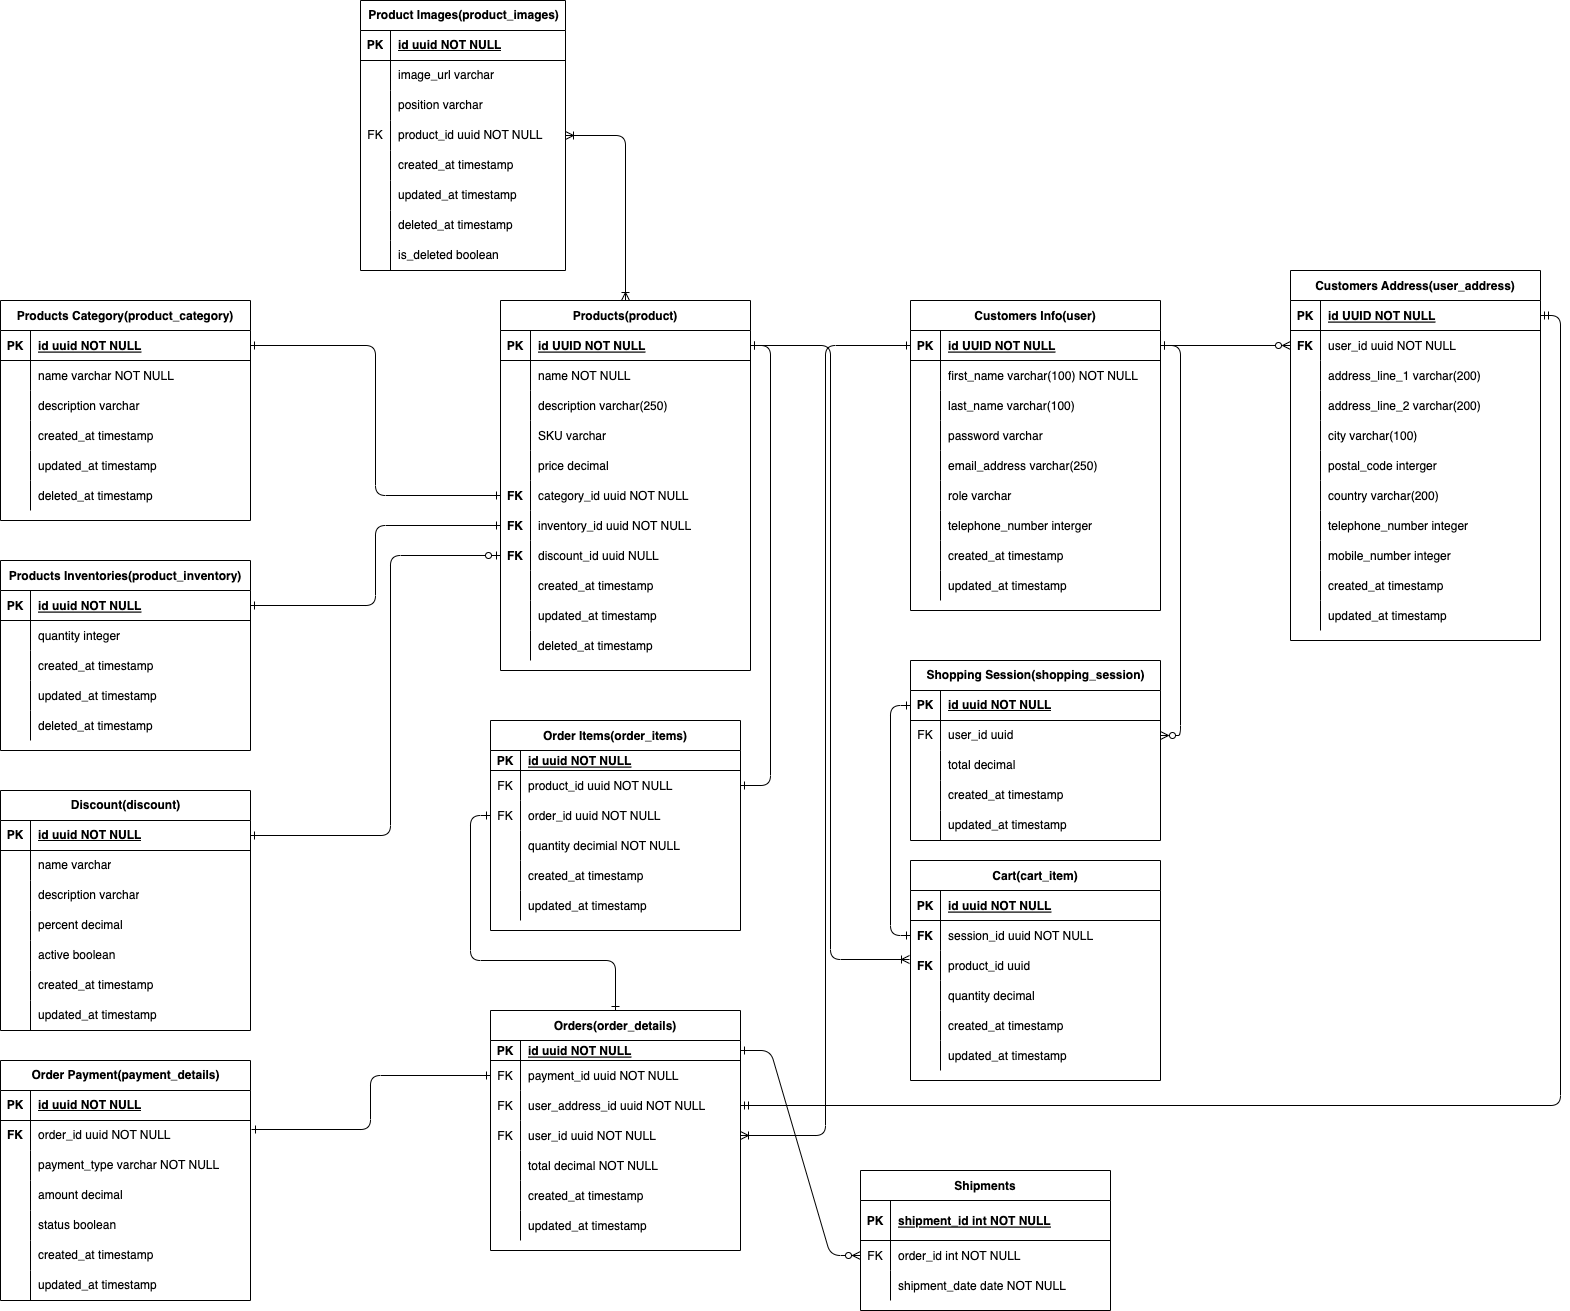 Product Images(product_images)
PK id uuid NOT NULL
image_url varchar
position varchar
FK product_id uuid NOT NULL
created_at timestamp
updated_at timestamp
deleted_at timestamp
is_deleted boolean
Products Category(product_category)
PK id uuid NOT NULL
name varchar NOT NULL
description varchar
created_at timestamp
updated_at timestamp
deleted_at timestamp
Products(product)
PK id UUID NOT NULL
name NOT NULL
description varchar(250)
SKU varchar
price decimal
FK category_id uuid NOT NULL
FK inventory_id uuid NOT NULL
FK discount_id uuid NULL
created_at timestamp
updated_at timestamp
deleted_at timestamp
Customers Info(user)
PK id UUID NOT NULL
first_name varchar(100) NOT NULL
last_name varchar(100)
password varchar
email_address varchar(250)
role varchar
telephone_number interger
created_at timestamp
updated_at timestamp
Customers Address(user_address)
PK id UUID NOT NULL
FK user_id uuid NOT NULL
address_line_1 varchar(200)
address_line_2 varchar(200)
city varchar(100)
postal_code interger
country varchar(200)
telephone_number integer
mobile_number integer
created_at timestamp
updated_at timestamp
Products Inventories(product_inventory)
PK id uuid NOT NULL
quantity integer
created_at timestamp
updated_at timestamp
deleted_at timestamp
Shopping Session(shopping_session)
PK id uuid NOT NULL
FK user_id uuid
total decimal
created_at timestamp
updated_at timestamp
Order Items(order_items)
PK id uuid NOT NULL
FK product_id uuid NOT NULL
FK order_id uuid NOT NULL
quantity decimial NOT NULL
created_at timestamp
updated_at timestamp
Discount(discount)
PK id uuid NOT NULL
name varchar
description varchar
percent decimal
active boolean
created_at timestamp
updated_at timestamp
Cart(cart_item)
PK id uuid NOT NULL
FK session_id uuid NOT NULL
FK product_id uuid
quantity decimal
created_at timestamp
updated_at timestamp
Orders(order_details)
PK id uuid NOT NULL
FK payment_id uuid NOT NULL
FK user_address_id uuid NOT NULL
FK user_id uuid NOT NULL
total decimal NOT NULL
created_at timestamp
updated_at timestamp
Order Payment(payment_details)
PK id uuid NOT NULL
FK order_id uuid NOT NULL
payment_type varchar NOT NULL
amount decimal
status boolean
created_at timestamp
updated_at timestamp
Shipments
PK shipment_id int NOT NULL
FK order_id int NOT NULL
shipment_date date NOT NULL